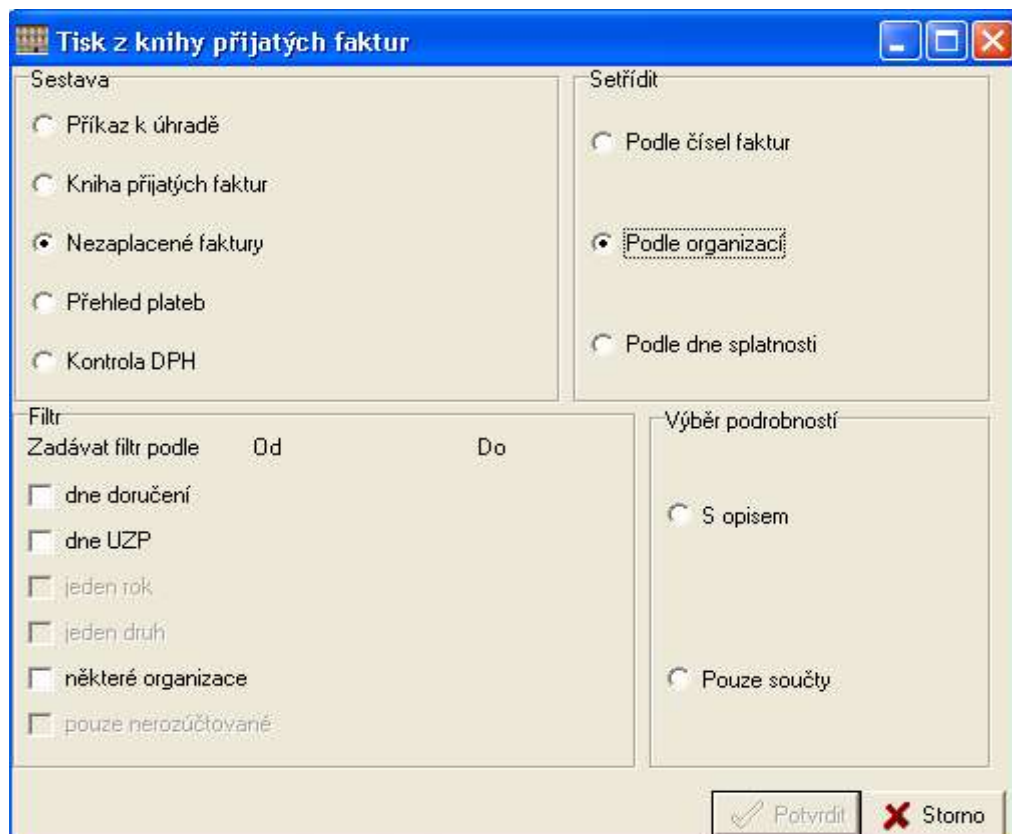 Tisk z knihy přijatých faktur
Sestava
Příkaz k úhradě
Kniha přijatých faktur
Nezaplacené faktury
Přehled plateb
Kontrola DPH
Setřídit
Podle čísel faktur
Podle organizací
Podle dne splatnosti
Filtr
Zadávat filtr podle Od Do
dne doručení
dne UZP
jeden rok
jeden druh
některé organizace
pouze nerozúčtované
Výběr podrobností
S opisem
Pouze součty
Potvrdit Storno